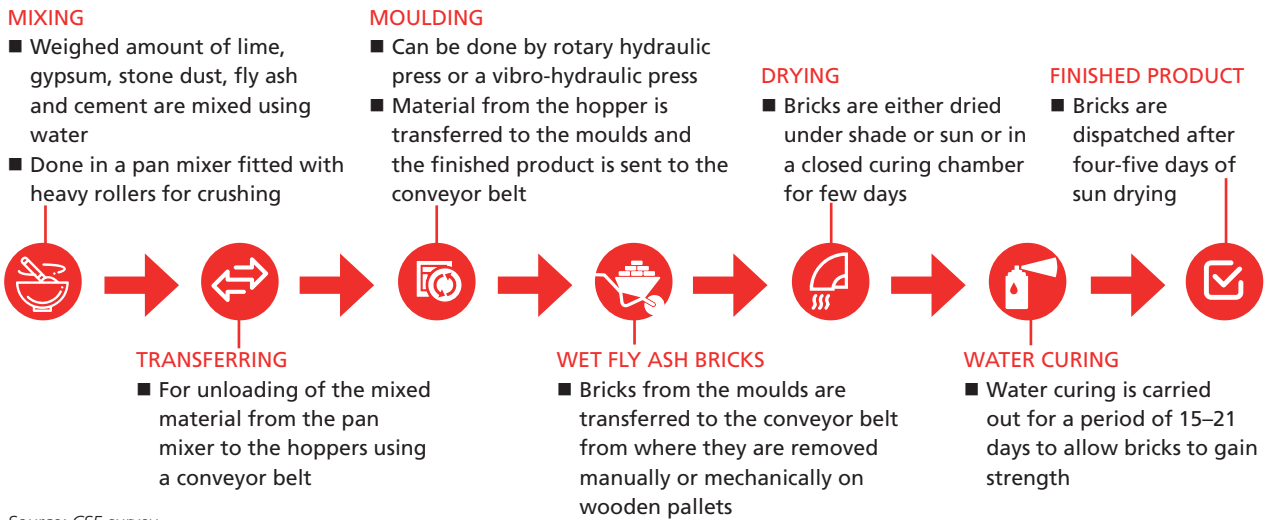 MIXING
■ Weighed amount of lime,
gypsum, stone dust, fly ash
and cement are mixed using
water
■ Done in a pan mixer fitted with
heavy rollers for crushing
TRANSFERRING
■ For unloading of the mixed
material from the pan
mixer to the hoppers using
a conveyor belt
MOULDING
■ Can be done by rotary hydraulic
press or a vibro-hydraulic press
■ Material from the hopper is
transferred to the moulds and
the finished product is sent to the
conveyor belt
WET FLY ASH BRICKS
■ Bricks from the moulds are
transferred to the conveyor belt
from where they are removed
manually or mechanically on
wooden pallets
DRYING
■ Bricks are either dried
under shade or sun or in
a closed curing chamber
for few days
WATER CURING
■ Water curing is carried
out for a period of 15–21
days to allow bricks to gain
strength
FINISHED PRODUCT
■ Bricks are
dispatched after
four-five days of
sun drying
Source: CSE survey